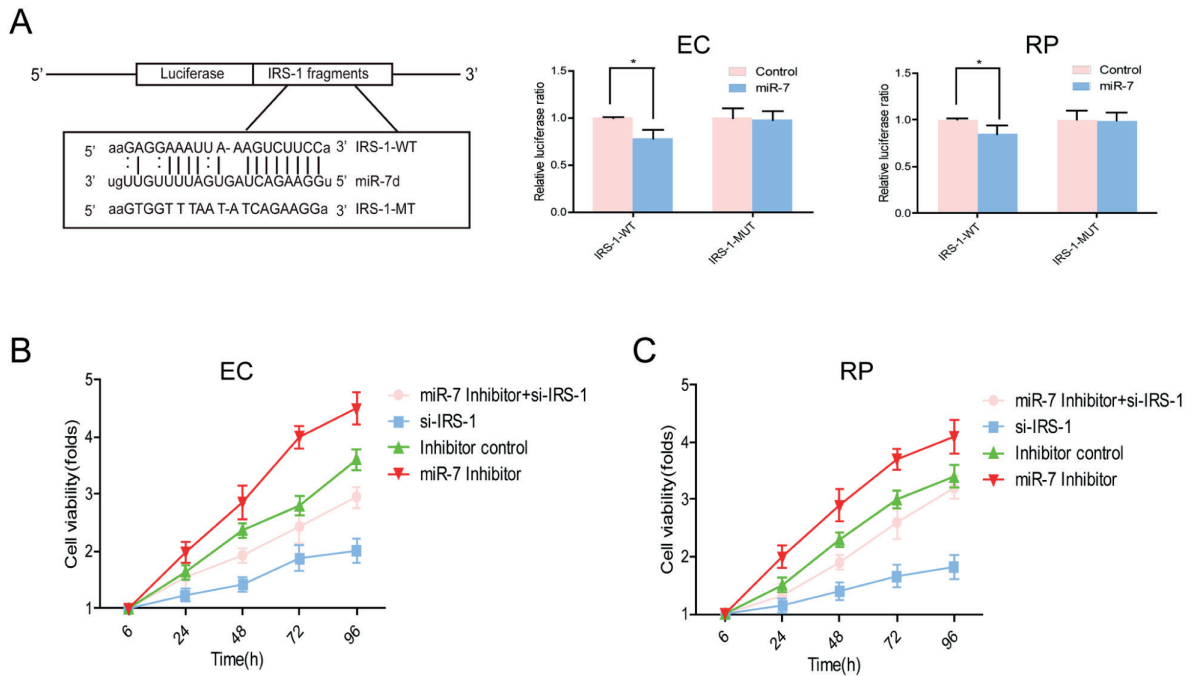 A
5’ Luciferase IRS-1 fragments 3’
5’ aaGAGGAAAUU A- AAGUCUUCCa 3’ IRS-1-WT
3’ ugUUGUUUUAGUGAUCAGAAGGu 5’ miR-7d
5’ aaGTGGT T TAA T-A TCAGAAGGa 3’ IRS-1-MT
EC
Control
miR-7
*
Relative luciferase ratio
1.5
1.0
0.5
0.0
IRS-1-WT
IRS-1-MUT
RP
Control
miR-7
*
Relative luciferase ratio
1.5
1.0
0.5
0.0
IRS-1-WT
IRS-1-MUT
B
EC
Cell viability(folds)
5
4
3
2
1
6 24 48 72 96
Time(h)
miR-7 Inhibitor+si-IRS-1
si-IRS-1
Inhibitor control
miR-7 Inhibitor
C
RP
Cell viability(folds)
5
4
3
2
1
6 24 48 72 96
Time(h)
miR-7 Inhibitor+si-IRS-1
si-IRS-1
Inhibitor control
miR-7 Inhibitor